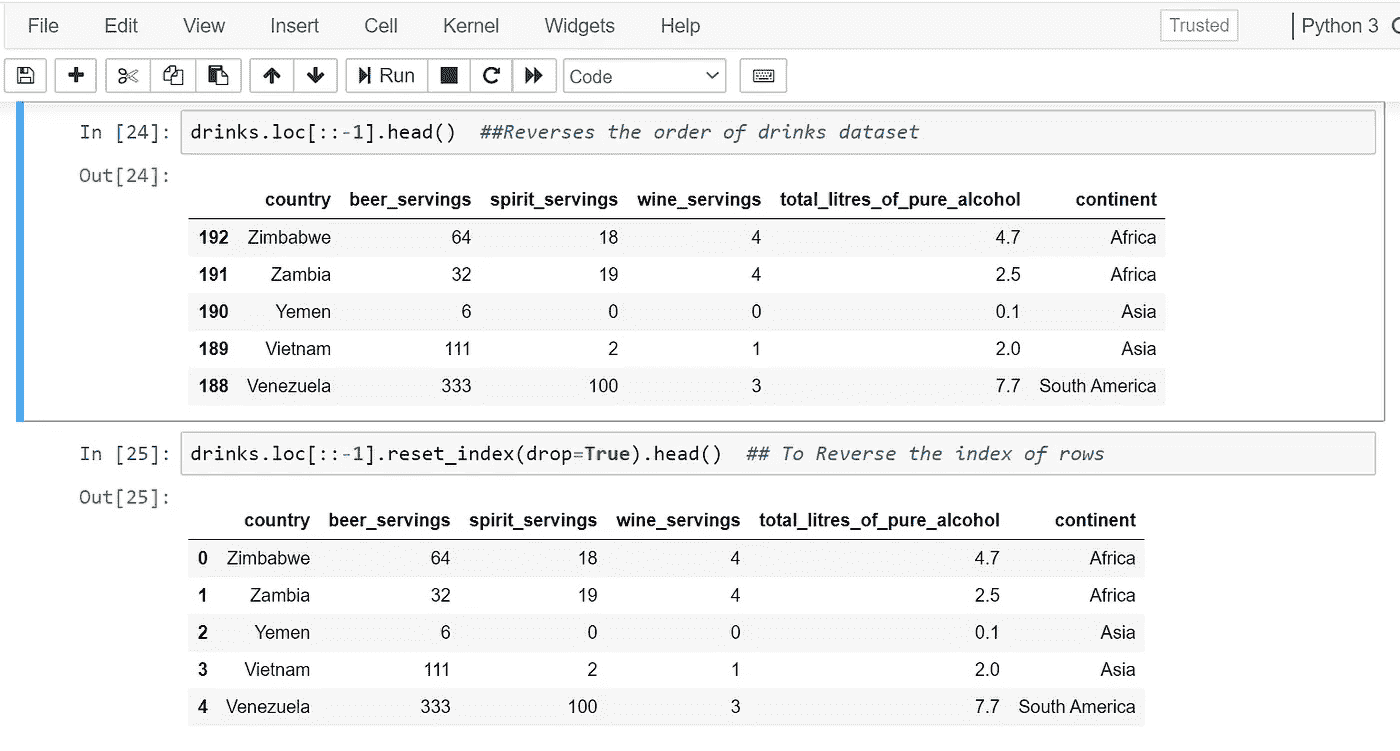 File Edit View Insert Cell Kernel Widgets Help Trusted Python 3
Run Code
In [24]: drinks.loc[::-1].head()  ##Reverses the order of drinks dataset
Out[24]:
country beer_servings spirit_servings wine_servings total_litres_of_pure_alcohol continent
192 Zimbabwe 64 18 4 4.7 Africa
191 Zambia 32 19 4 2.5 Africa
190 Yemen 6 0 0 0.1 Asia
189 Vietnam 111 2 1 2.0 Asia
188 Venezuela 333 100 3 7.7 South America
In [25]: drinks.loc[::-1].reset_index(drop=True).head()  ## To Reverse the index of rows
Out[25]:
country beer_servings spirit_servings wine_servings total_litres_of_pure_alcohol continent
0 Zimbabwe 64 18 4 4.7 Africa
1 Zambia 32 19 4 2.5 Africa
2 Yemen 6 0 0 0.1 Asia
3 Vietnam 111 2 1 2.0 Asia
4 Venezuela 333 100 3 7.7 South America